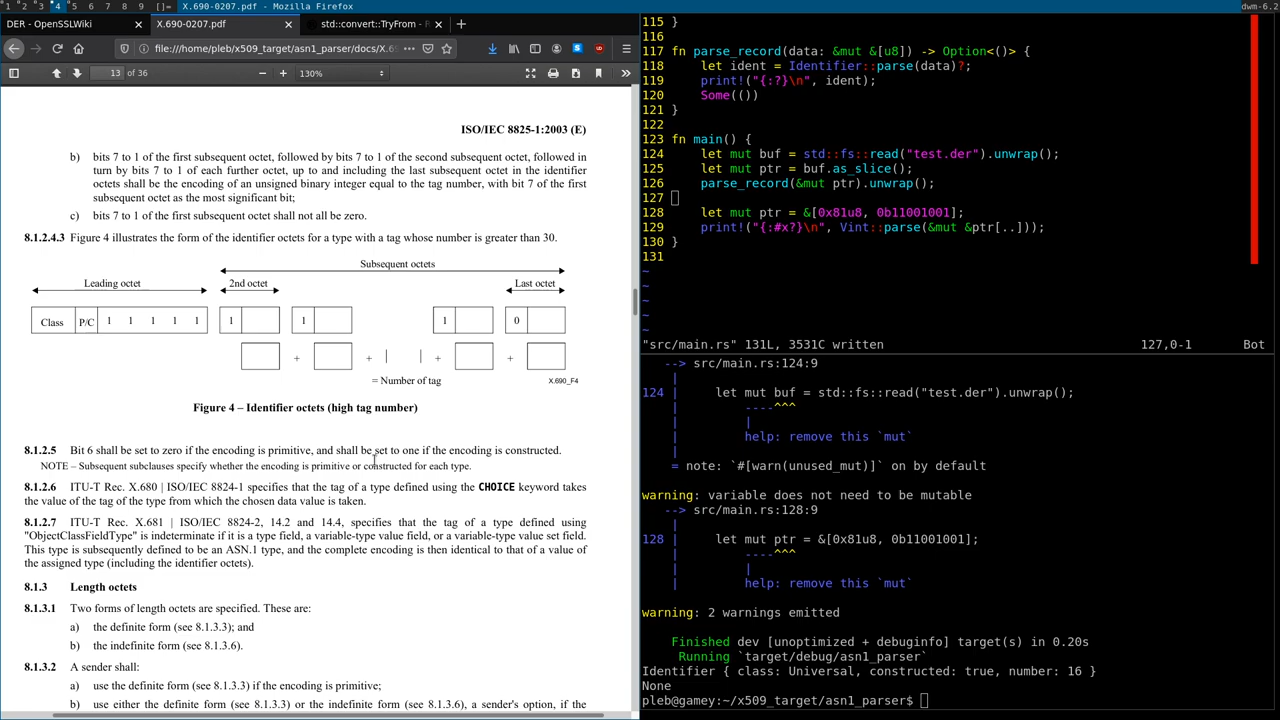 1 2 3 4 5 6 7 8 9 []= X.690-0207.pdf - Mozilla Firefox dwm-6.2
DER - OpenSSLWiki X.690-0207.pdf std::convert::TryFrom - R
file:///home/pleb/x509_target/asn1_parser/docs/X.6
13 of 36 130%
ISO/IEC 8825-1:2003 (E)
b) bits 7 to 1 of the first subsequent octet, followed by bits 7 to 1 of the second subsequent octet, followed in
turn by bits 7 to 1 of each further octet, up to and including the last subsequent octet in the identifier
octets shall be the encoding of an unsigned binary integer equal to the tag number, with bit 7 of the first
subsequent octet as the most significant bit;
c) bits 7 to 1 of the first subsequent octet shall not all be zero.
8.1.2.4.3 Figure 4 illustrates the form of the identifier octets for a type with a tag whose number is greater than 30.
Subsequent octets
Leading octet 2nd octet Last octet
Class P/C 1 1 1 1 1 1 1 1 0
+ + + +
= Number of tag X.690_F4
Figure 4 – Identifier octets (high tag number)
8.1.2.5 Bit 6 shall be set to zero if the encoding is primitive, and shall be set to one if the encoding is constructed.
NOTE – Subsequent subclauses specify whether the encoding is primitive or constructed for each type.
8.1.2.6 ITU-T Rec. X.680 | ISO/IEC 8824-1 specifies that the tag of a type defined using the CHOICE keyword takes
the value of the tag of the type from which the chosen data value is taken.
8.1.2.7 ITU-T Rec. X.681 | ISO/IEC 8824-2, 14.2 and 14.4, specifies that the tag of a type defined using
"ObjectClassFieldType" is indeterminate if it is a type field, a variable-type value field, or a variable-type value set field.
This type is subsequently defined to be an ASN.1 type, and the complete encoding is then identical to that of a value of
the assigned type (including the identifier octets).
8.1.3 Length octets
8.1.3.1 Two forms of length octets are specified. These are:
a) the definite form (see 8.1.3.3); and
b) the indefinite form (see 8.1.3.6).
8.1.3.2 A sender shall:
a) use the definite form (see 8.1.3.3) if the encoding is primitive;
b) use either the definite form (see 8.1.3.3) or the indefinite form (see 8.1.3.6), a sender's option, if the
115 }
116
117 fn parse_record(data: &mut &[u8]) -> Option<()> {
118     let ident = Identifier::parse(data)?;
119     print!("{:?}\n", ident);
120     Some(())
121 }
122
123 fn main() {
124     let mut buf = std::fs::read("test.der").unwrap();
125     let mut ptr = buf.as_slice();
126     parse_record(&mut ptr).unwrap();
127
128     let mut ptr = &[0x81u8, 0b11001001];
129     print!("{:#x?}\n", Vint::parse(&mut &ptr[..]));
130 }
131
~
~
~
~
~
"src/main.rs" 131L, 3531C written 127,0-1 Bot
--> src/main.rs:124:9
|
124 |     let mut buf = std::fs::read("test.der").unwrap();
|         ----^^^
|         |
|         help: remove this `mut`
|
= note: `#[warn(unused_mut)]` on by default
warning: variable does not need to be mutable
--> src/main.rs:128:9
|
128 |     let mut ptr = &[0x81u8, 0b11001001];
|         ----^^^
|         |
|         help: remove this `mut`
warning: 2 warnings emitted
Finished dev [unoptimized + debuginfo] target(s) in 0.20s
Running `target/debug/asn1_parser`
Identifier { class: Universal, constructed: true, number: 16 }
None
pleb@gamey:~/x509_target/asn1_parser$